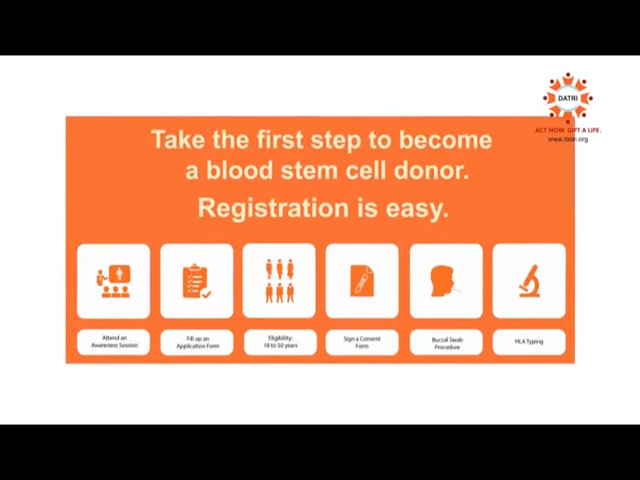 DATRI
ACT NOW. GIFT A LIFE.
www.datri.org
Take the first step to become
a blood stem cell donor.
Registration is easy.
Attend an
Awareness Session
Fill up an
Application Form
Eligibility:
18 to 50 years
Sign a Consent
Form
Buccal Swab
Procedure
HLA Typing